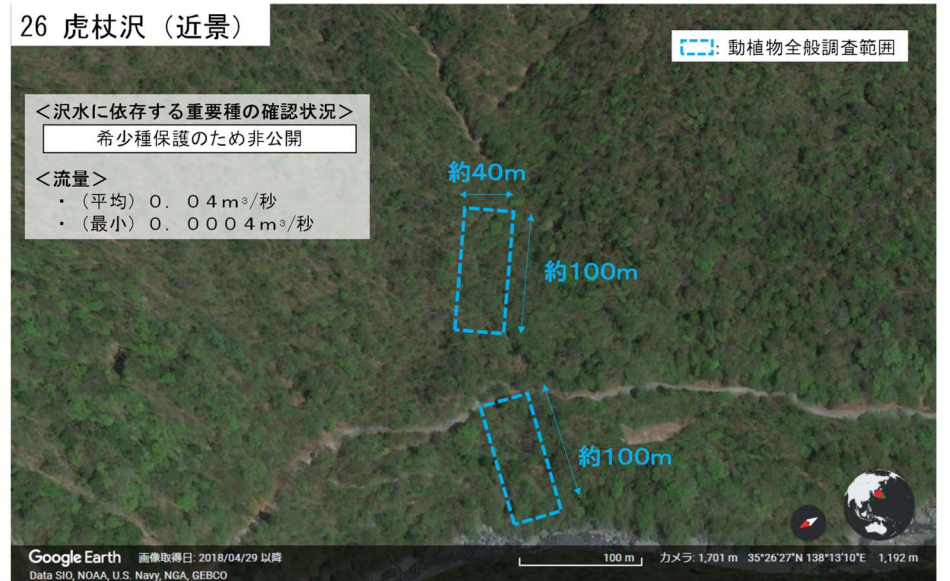 26 虎杖沢（近景）
: 動植物全般調査範囲
＜沢水に依存する重要種の確認状況＞
希少種保護のため非公開
＜流量＞
・（平均）０．０４ｍ³/秒
・（最小）０．０００４ｍ³/秒
約40m
約100m
約100m
Google Earth 画像取得日: 2018/04/29 以降
100 m カメラ: 1,701 m 35°26'27"N 138°13'10"E 1,192 m
Data SIO, NOAA, U.S. Navy, NGA, GEBCO